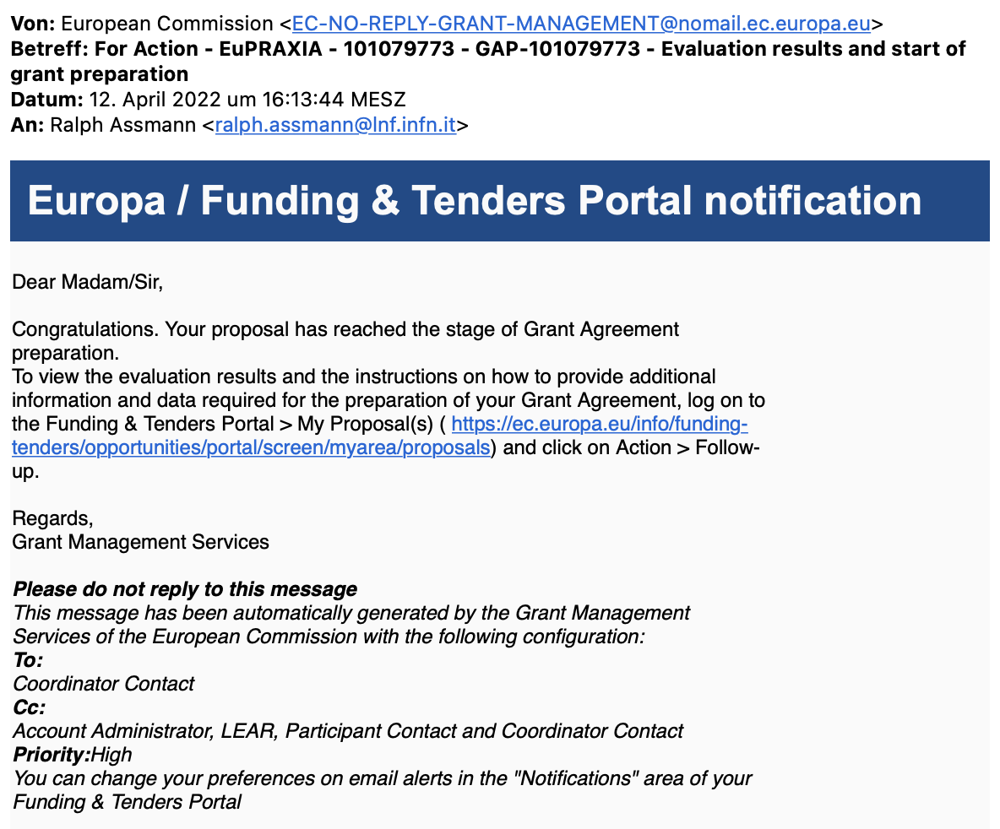 Von: European Commission <EC-NO-REPLY-GRANT-MANAGEMENT@nomail.ec.europa.eu>
Betreff: For Action - EuPRAXIA - 101079773 - GAP-101079773 - Evaluation results and start of
grant preparation
Datum: 12. April 2022 um 16:13:44 MESZ
An: Ralph Assmann <ralph.assmann@lnf.infn.it>
Europa / Funding & Tenders Portal notification
Dear Madam/Sir,
Congratulations. Your proposal has reached the stage of Grant Agreement
preparation.
To view the evaluation results and the instructions on how to provide additional
information and data required for the preparation of your Grant Agreement, log on to
the Funding & Tenders Portal > My Proposal(s) ( https://ec.europa.eu/info/funding-
tenders/opportunities/portal/screen/myarea/proposals) and click on Action > Follow-
up.
Regards,
Grant Management Services
Please do not reply to this message
This message has been automatically generated by the Grant Management
Services of the European Commission with the following configuration:
To:
Coordinator Contact
Cc:
Account Administrator, LEAR, Participant Contact and Coordinator Contact
Priority:High
You can change your preferences on email alerts in the "Notifications" area of your
Funding & Tenders Portal